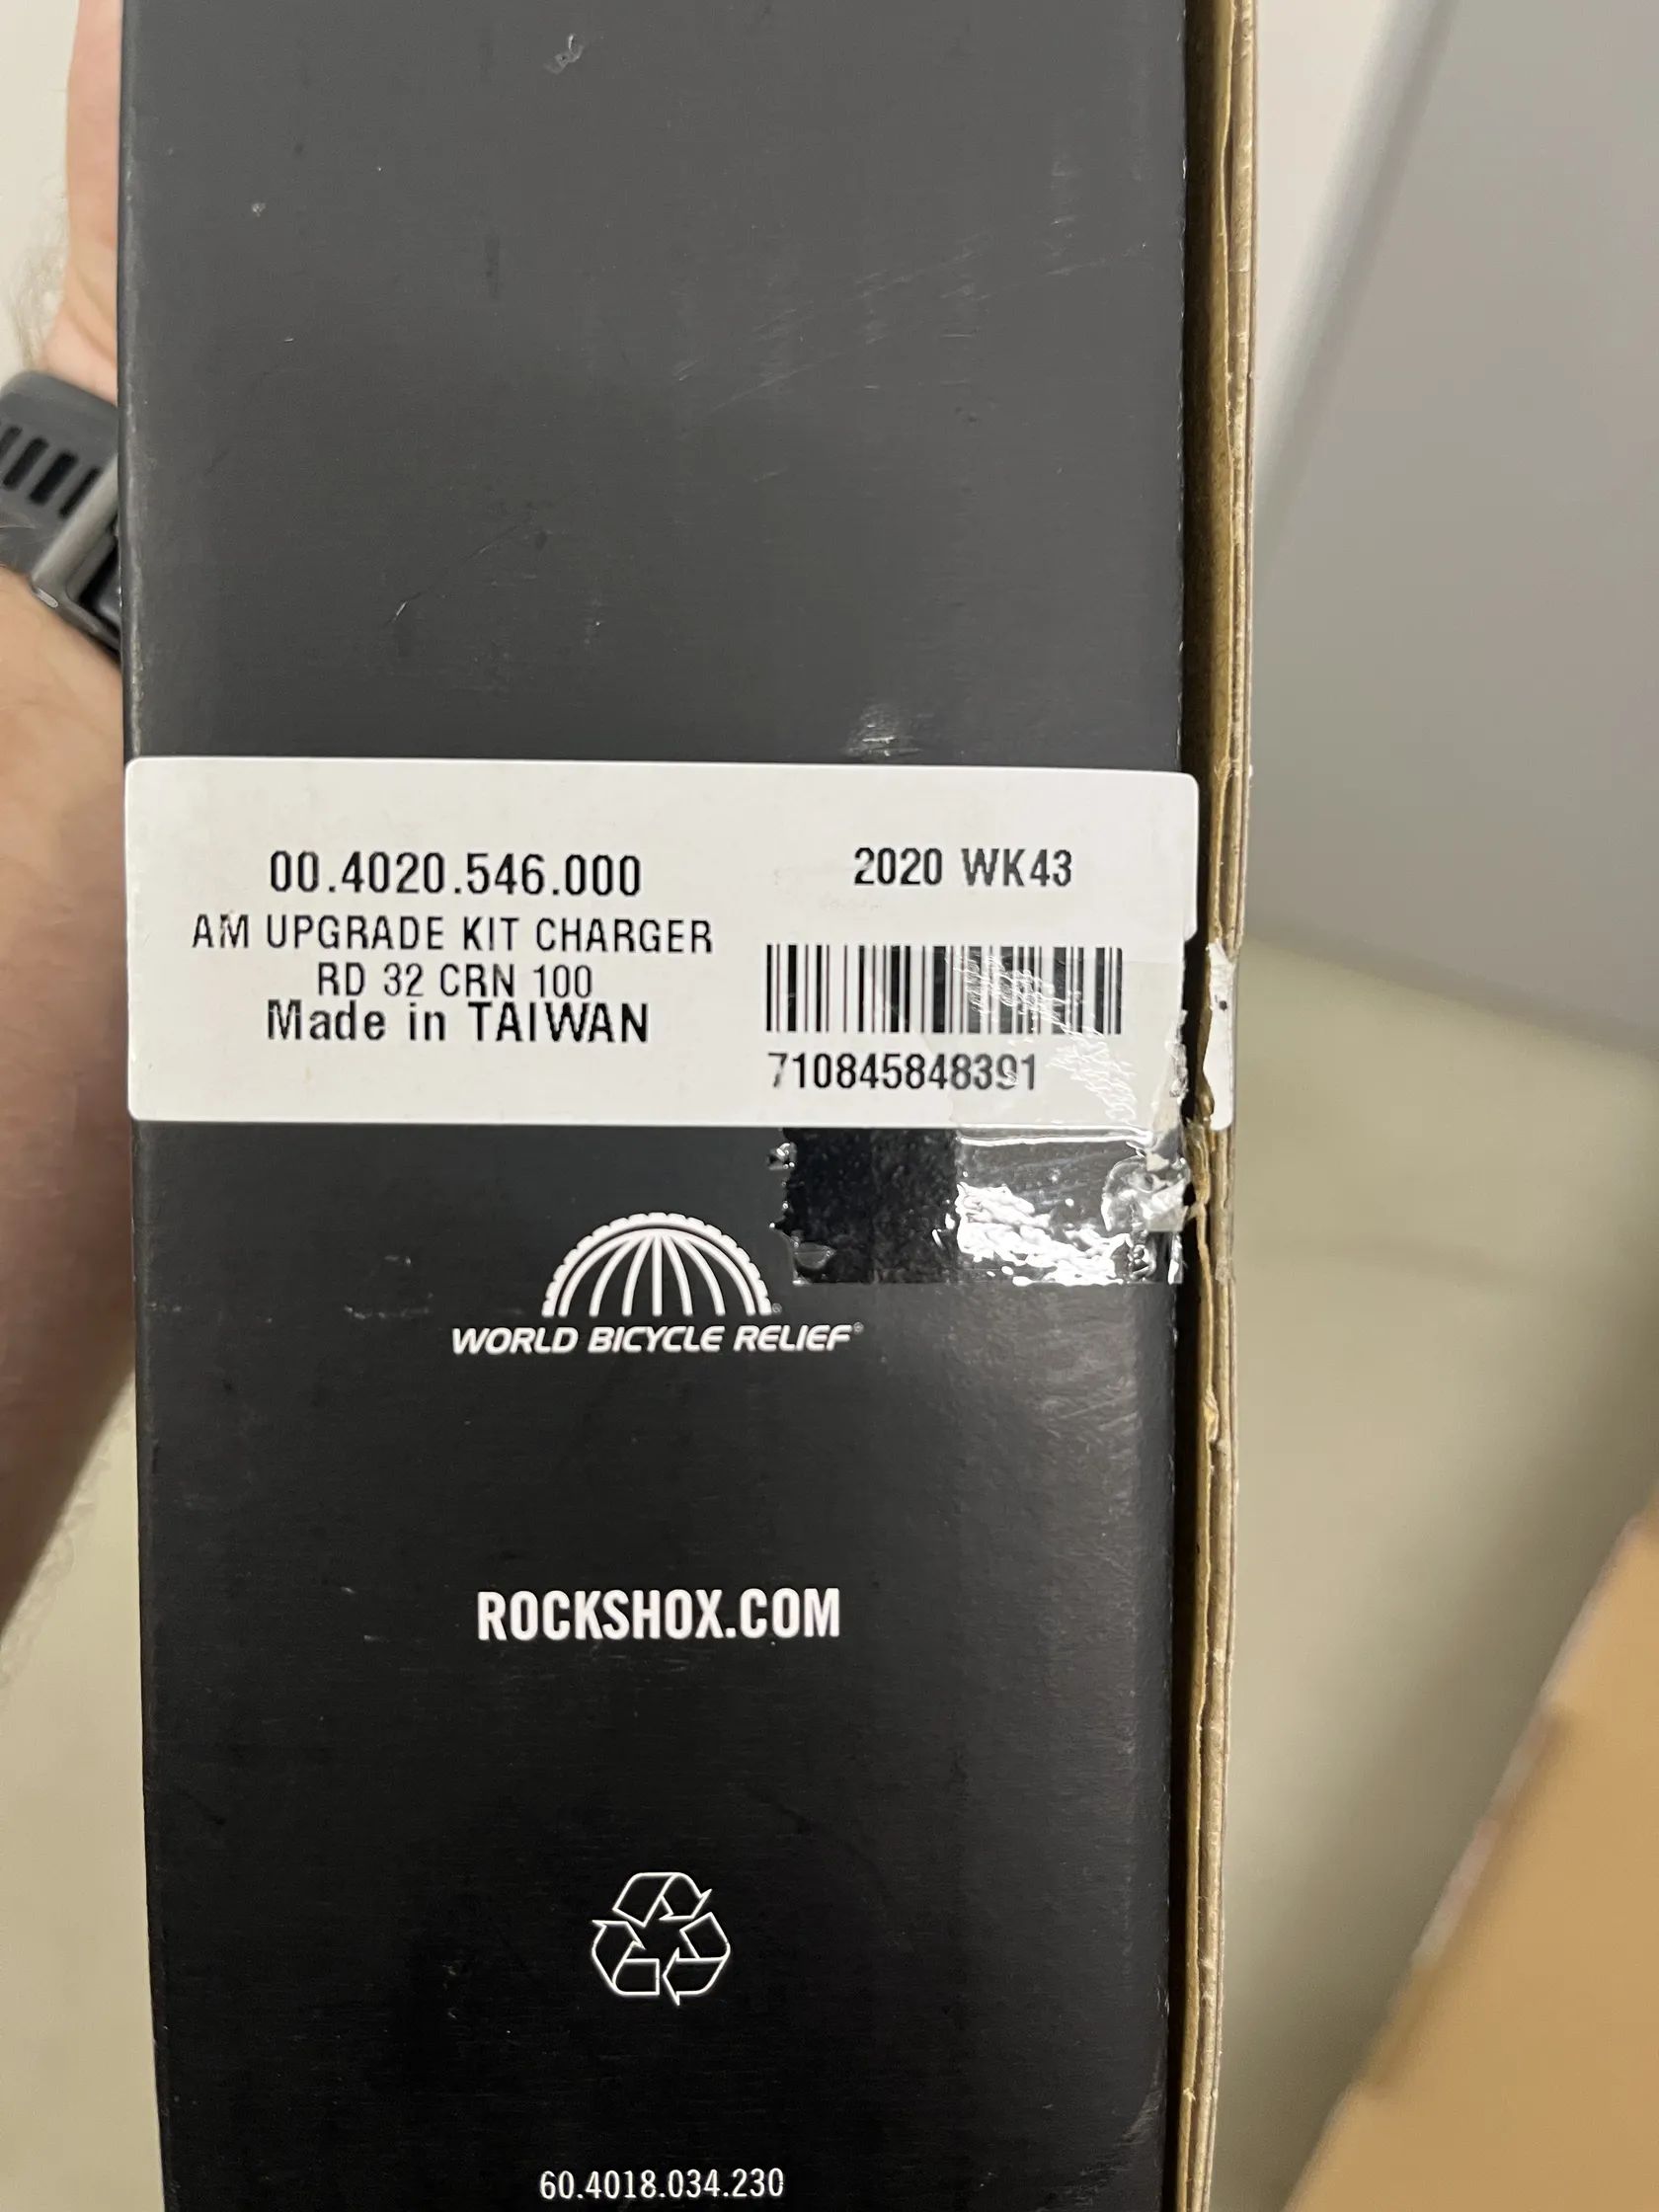 00.4020.546.000
2020 WK43
AM UPGRADE KIT CHARGER
RD 32 CRN 100
Made in TAIWAN
710845848391
WORLD BICYCLE RELIEF®
ROCKSHOX.COM
60.4018.034.230